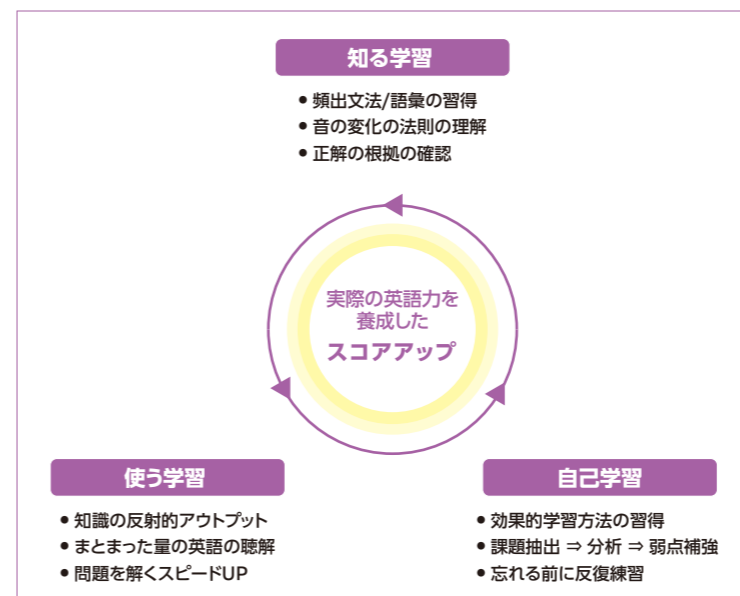 知る学習
• 頻出文法/語彙の習得
• 音の変化の法則の理解
• 正解の根拠の確認
実際の英語力を
養成した
スコアアップ
使う学習
• 知識の反射的アウトプット
• まとまった量の英語の聴解
• 問題を解くスピードUP
自己学習
• 効果的学習方法の習得
• 課題抽出 ⇒ 分析 ⇒ 弱点補強
• 忘れる前に反復練習